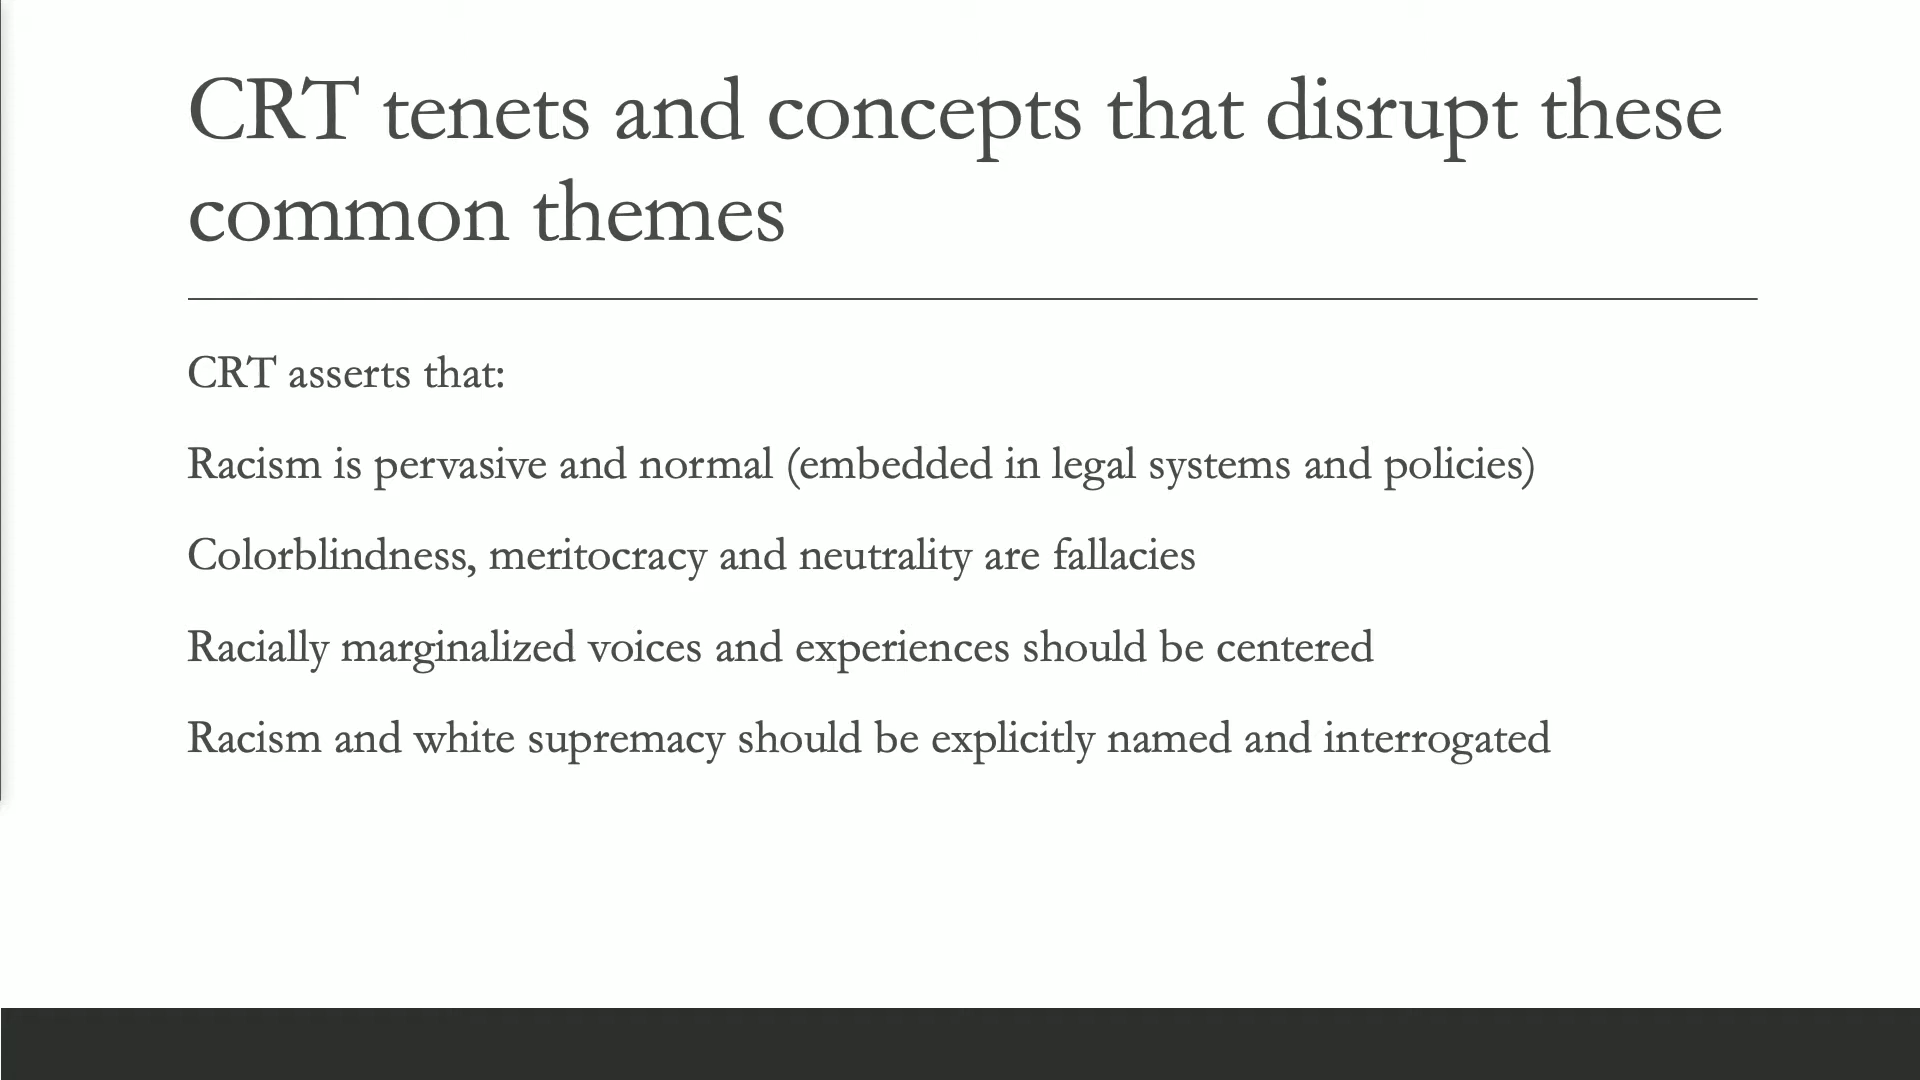 CRT tenets and concepts that disrupt these
common themes
CRT asserts that:
Racism is pervasive and normal (embedded in legal systems and policies)
Colorblindness, meritocracy and neutrality are fallacies
Racially marginalized voices and experiences should be centered
Racism and white supremacy should be explicitly named and interrogated